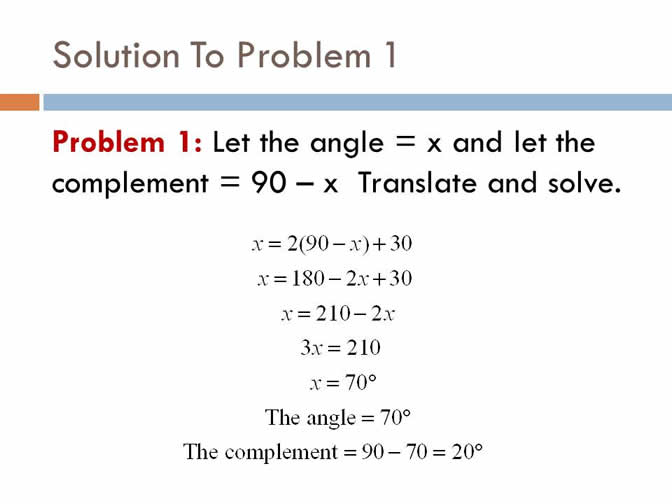 Solution To Problem 1
Problem 1: Let the angle = x and let the
complement = 90 – x  Translate and solve.
x = 2(90 − x) + 30
x = 180 − 2x + 30
x = 210 − 2x
3x = 210
x = 70°
The angle = 70°
The complement = 90 − 70 = 20°